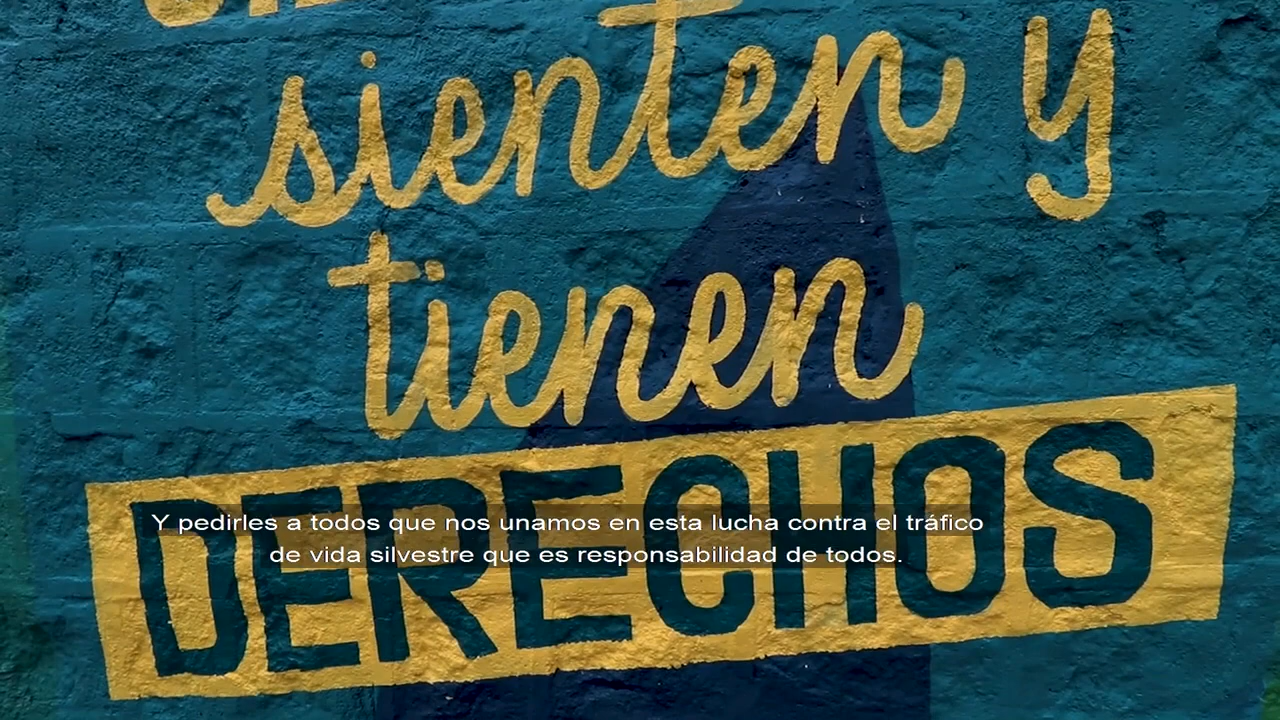 sienten y
tienen
DERECHOS
Y pedirles a todos que nos unamos en esta lucha contra el tráfico
de vida silvestre que es responsabilidad de todos.